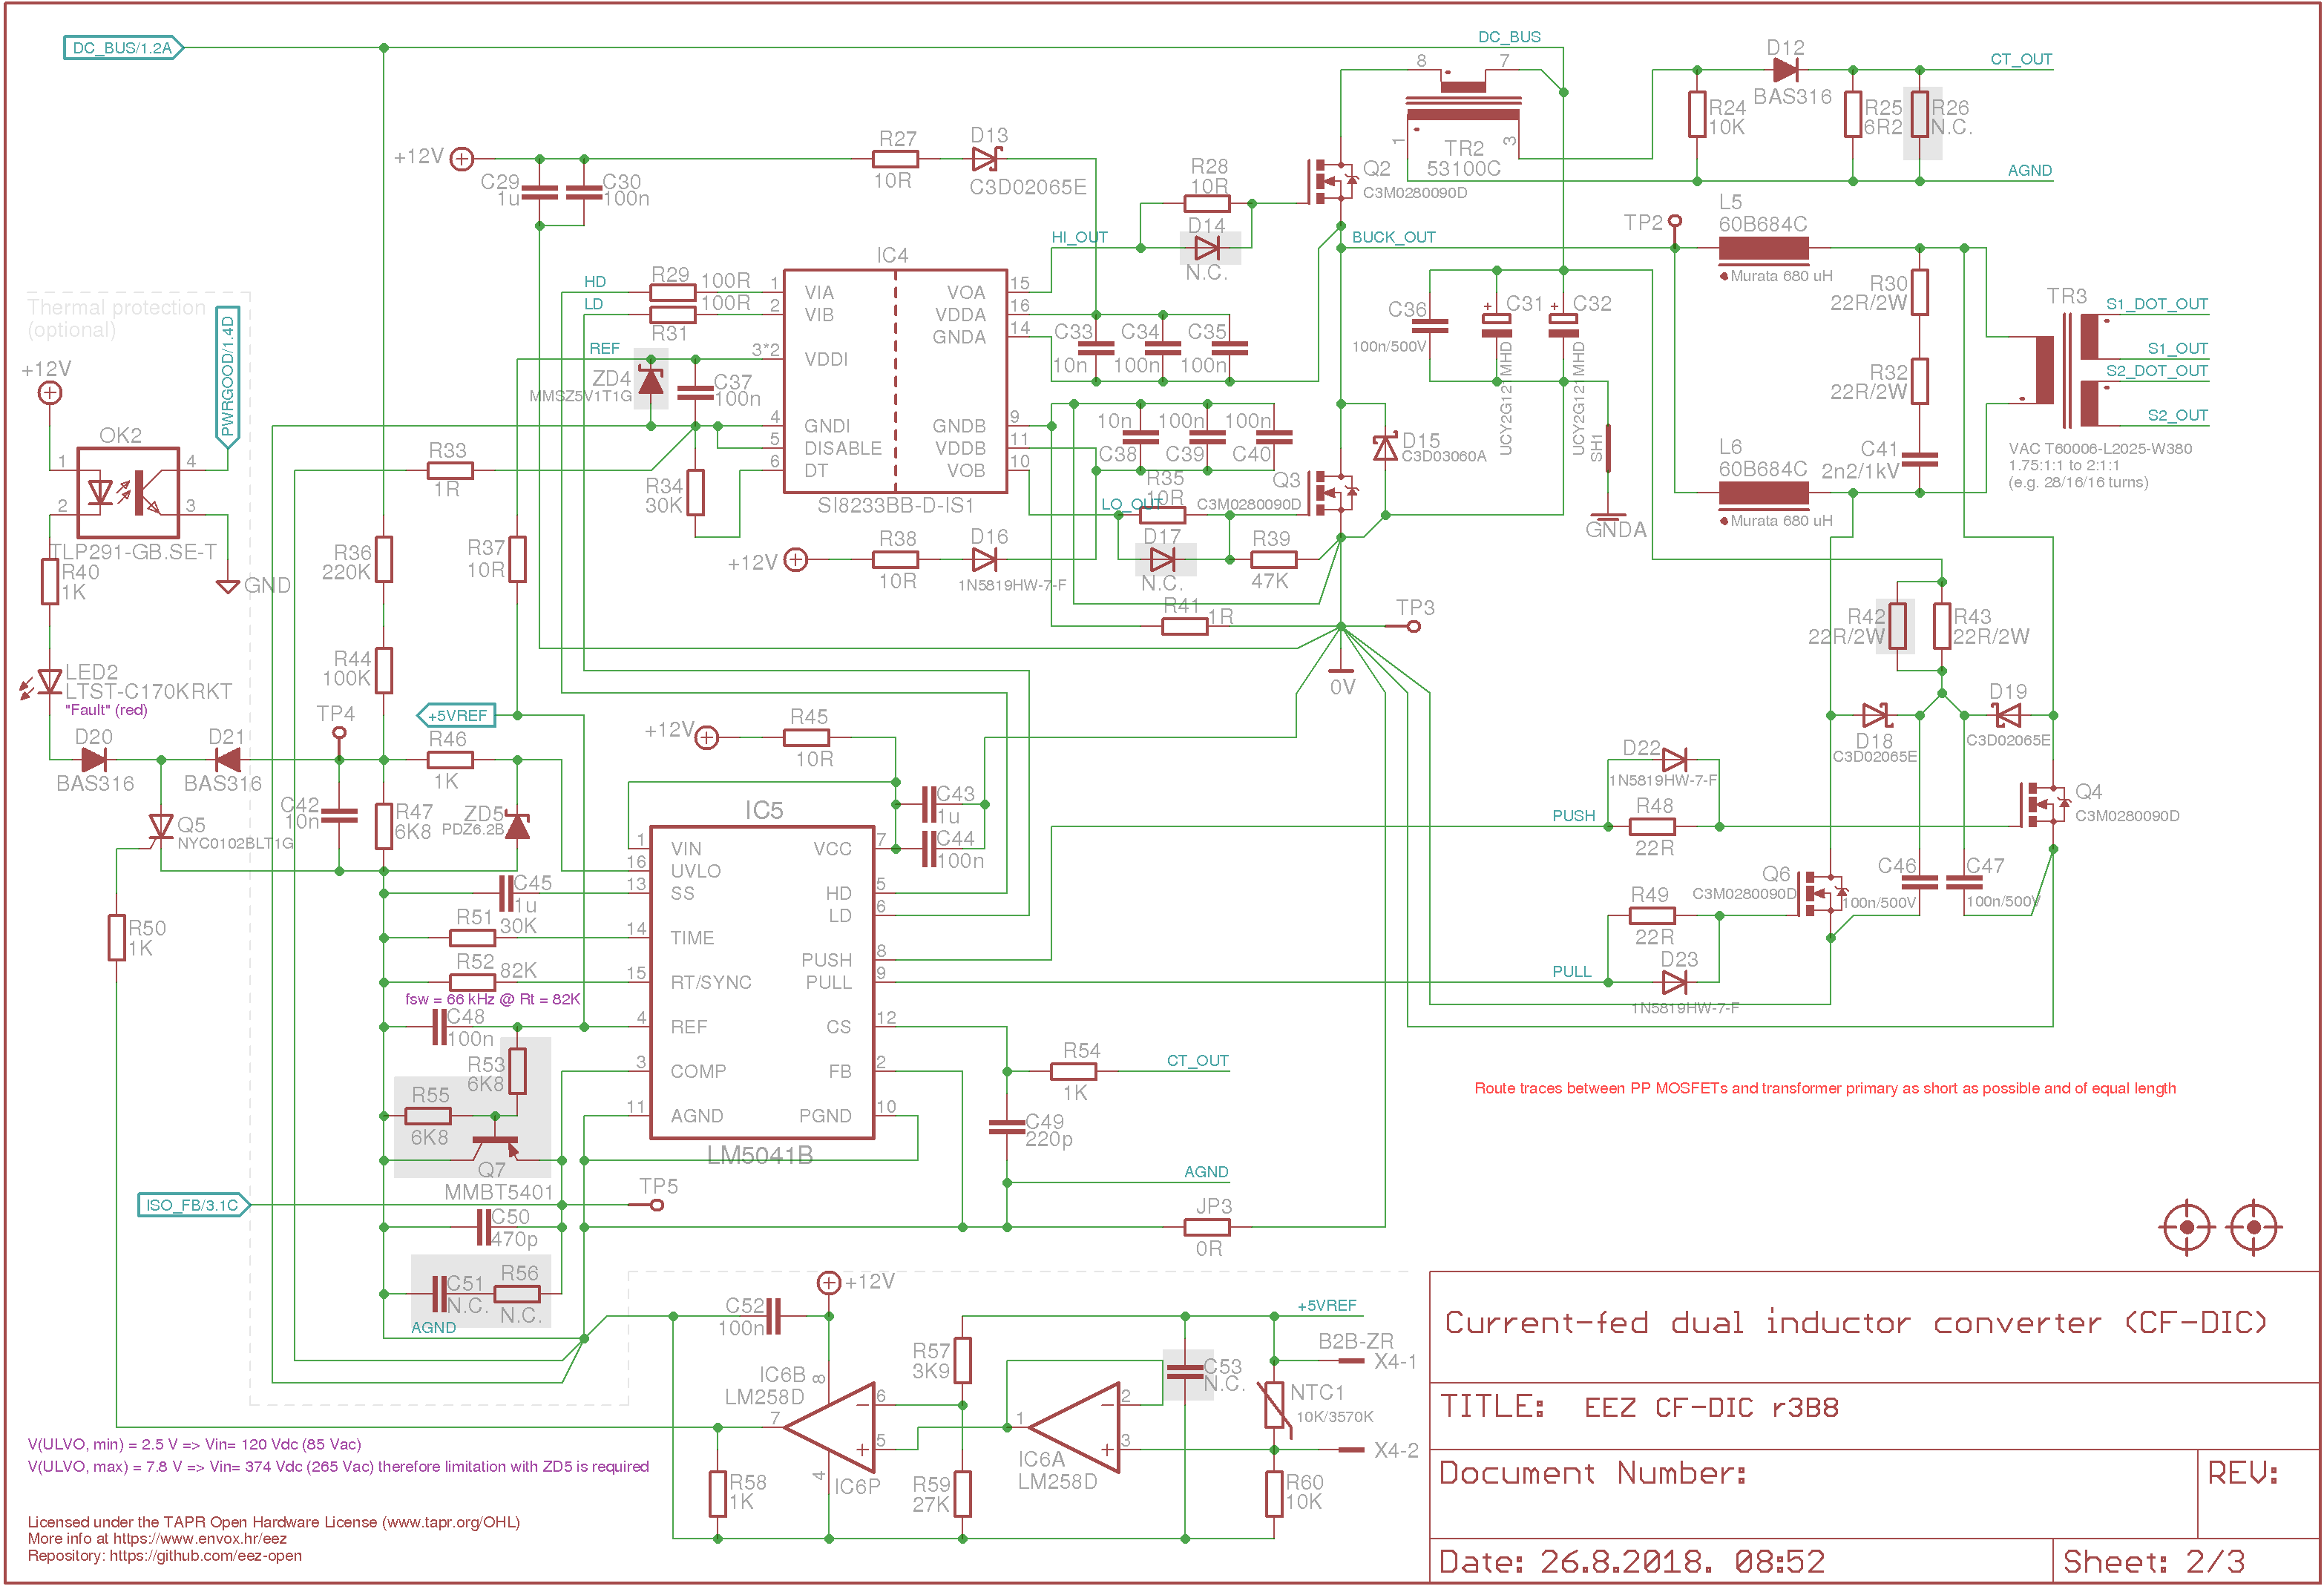 DC_BUS/1.2A
DC_BUS
8
7
1
3
TR2
53100C
D12
BAS316
CT_OUT
R24
10K
R25
6R2
R26
N.C.
AGND
+12V
C29
1u
C30
100n
R27
10R
D13
C3D02065E
R28
10R
D14
N.C.
HI_OUT
Q2
C3M0280090D
BUCK_OUT
TP2
L5
60B684C
Murata 680 uH
R30
22R/2W
R32
22R/2W
C41
2n2/1kV
L6
60B684C
Murata 680 uH
TR3
S1_DOT_OUT
S1_OUT
S2_DOT_OUT
S2_OUT
VAC T60006-L2025-W380
1.75:1:1 to 2:1:1
(e.g. 28/16/16 turns)
Thermal protection
(optional)
+12V
PWRGOOD/1.4D
OK2
1
2
4
3
TLP291-GB.SE-T
GND
R40
1K
LED2
LTST-C170KRKT
"Fault" (red)
D20
BAS316
D21
BAS316
Q5
NYC0102BLT1G
R50
1K
HD
LD
REF
R29
100R
100R
R31
ZD4
MMSZ5V1T1G
C37
100n
R33
1R
R34
30K
IC4
1
2
3*2
4
5
6
VIA
VIB
VDDI
GNDI
DISABLE
DT
VOA
VDDA
GNDA
GNDB
VDDB
VOB
15
16
14
9
11
10
SI8233BB-D-IS1
C33
10n
C34
100n
C35
100n
10n
C38
100n
C39
100n
C40
C36
100n/500V
C31
UCY2G121MHD
C32
UCY2G121MHD
SH1
GNDA
D15
C3D03060A
Q3
C3M0280090D
R35
10R
LO_OUT
D17
N.C.
R39
47K
+12V
R38
10R
D16
1N5819HW-7-F
R41
1R
TP3
0V
R36
220K
R37
10R
R44
100K
+5VREF
TP4
R46
1K
C42
10n
R47
6K8
ZD5
PDZ6.2B
+12V
R45
10R
C43
1u
C44
100n
IC5
1
16
13
14
15
4
3
11
VIN
UVLO
SS
TIME
RT/SYNC
REF
COMP
AGND
VCC
HD
LD
PUSH
PULL
CS
FB
PGND
7
5
6
8
9
12
2
10
LM5041B
C45
1u
R51
30K
R52
82K
fsw = 66 kHz @ Rt = 82K
C48
100n
R53
6K8
R55
6K8
Q7
MMBT5401
ISO_FB/3.1C
TP5
C50
470p
C51
N.C.
R56
N.C.
AGND
R54
1K
CT_OUT
C49
220p
AGND
JP3
0R
R42
22R/2W
R43
22R/2W
D18
C3D02065E
D19
C3D02065E
D22
1N5819HW-7-F
PUSH
R48
22R
Q4
C3M0280090D
Q6
C3M0280090D
C46
100n/500V
C47
100n/500V
R49
22R
PULL
D23
1N5819HW-7-F
Route traces between PP MOSFETs and transformer primary as short as possible and of equal length
+12V
C52
100n
IC6B
LM258D
8
7
6
5
4
IC6P
R58
1K
R57
3K9
R59
27K
1
2
3
IC6A
LM258D
C53
N.C.
+5VREF
B2B-ZR
X4-1
NTC1
10K/3570K
X4-2
R60
10K
V(ULVO, min) = 2.5 V => Vin= 120 Vdc (85 Vac)
V(ULVO, max) = 7.8 V => Vin= 374 Vdc (265 Vac) therefore limitation with ZD5 is required
Licensed under the TAPR Open Hardware License (www.tapr.org/OHL)
More info at https://www.envox.hr/eez
Repository: https://github.com/eez-open
Current-fed dual inductor converter (CF-DIC)
TITLE: EEZ CF-DIC r3B8
Document Number:
REV:
Date: 26.8.2018. 08:52
Sheet: 2/3